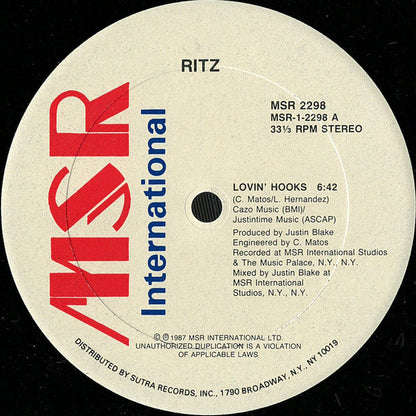 RITZ
MSR International
MSR 2298
MSR-1-2298 A
33⅓ RPM STEREO
LOVIN' HOOKS 6:42
(C. Matos/L. Hernandez)
Cazo Music (BMI)/
Justintime Music (ASCAP)
Produced by Justin Blake
Engineered by C. Matos
Recorded at MSR International Studios
& The Music Palace, N.Y., N.Y.
Mixed by Justin Blake at
MSR International
Studios, N.Y., N.Y.
© ℗ 1987 MSR INTERNATIONAL LTD.
UNAUTHORIZED DUPLICATION IS A VIOLATION
OF APPLICABLE LAWS
DISTRIBUTED BY SUTRA RECORDS, INC., 1790 BROADWAY, N.Y., NY 10019